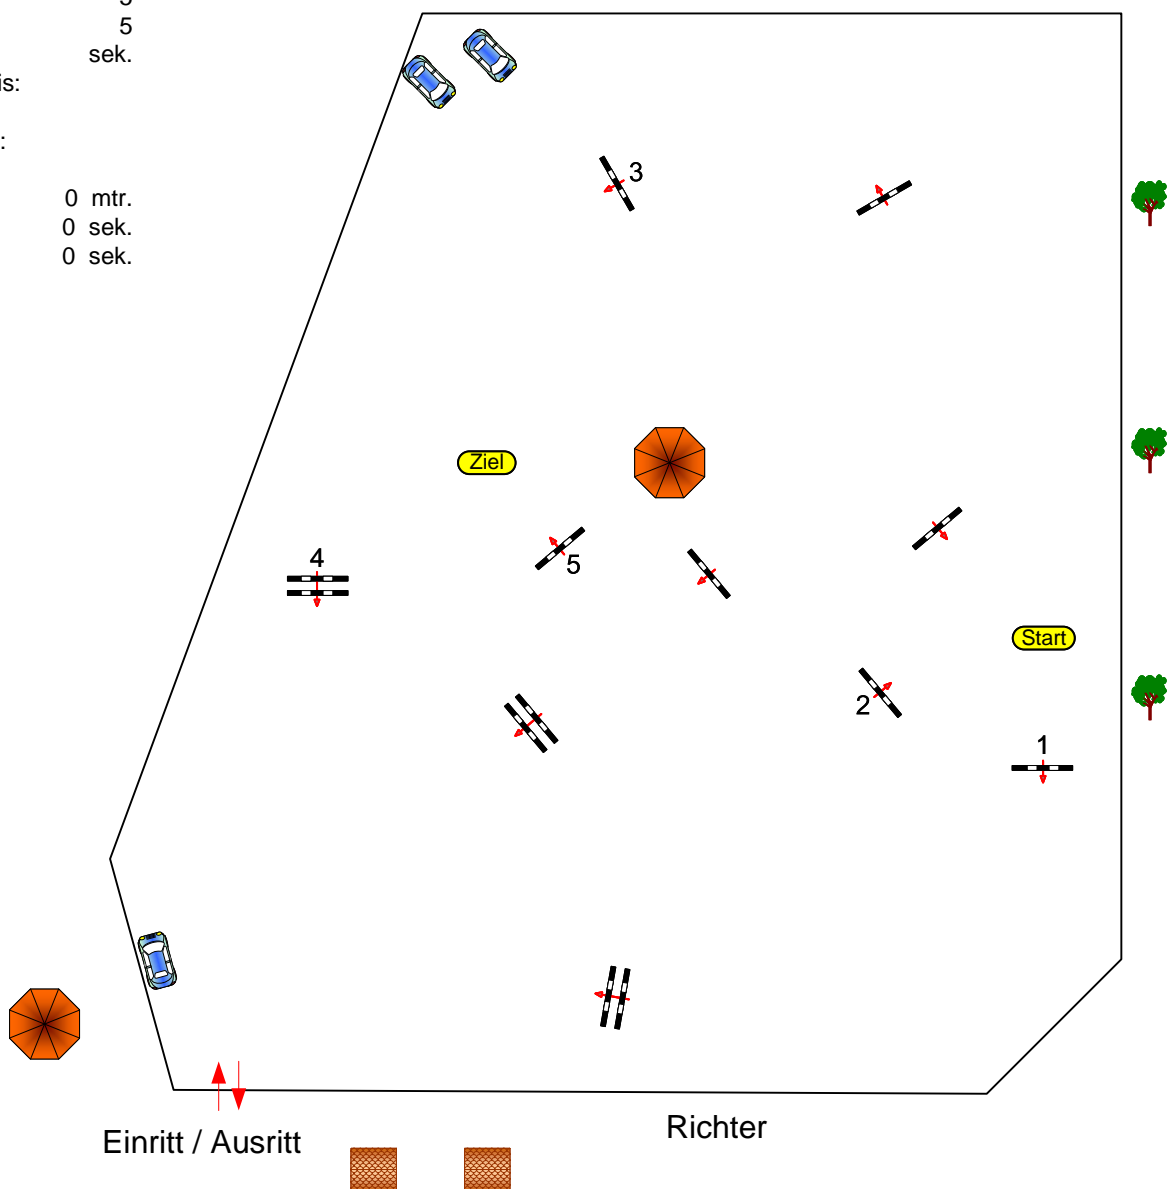 5
sek.
is:
:
0 mtr.
0 sek.
0 sek.
3
Ziel
4
5
Start
2
1
Richter
Einritt / Ausritt